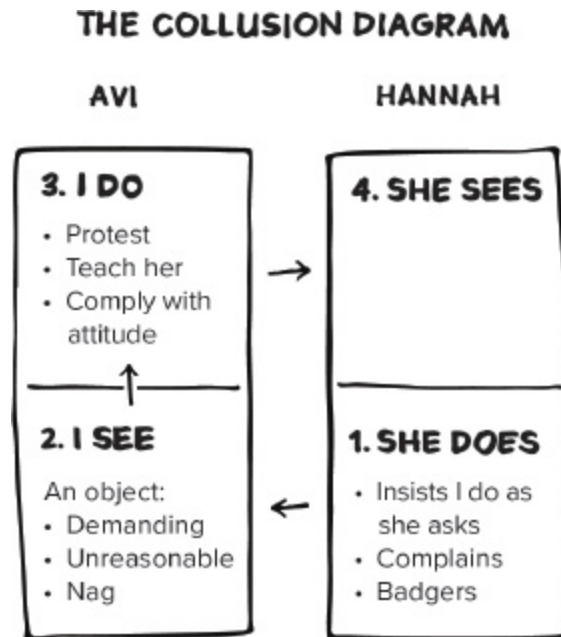 THE COLLUSION DIAGRAM
AVI
HANNAH
3. I DO
• Protest
• Teach her
• Comply with
attitude
4. SHE SEES
2. I SEE
An object:
• Demanding
• Unreasonable
• Nag
1. SHE DOES
• Insists I do as
she asks
• Complains
• Badgers